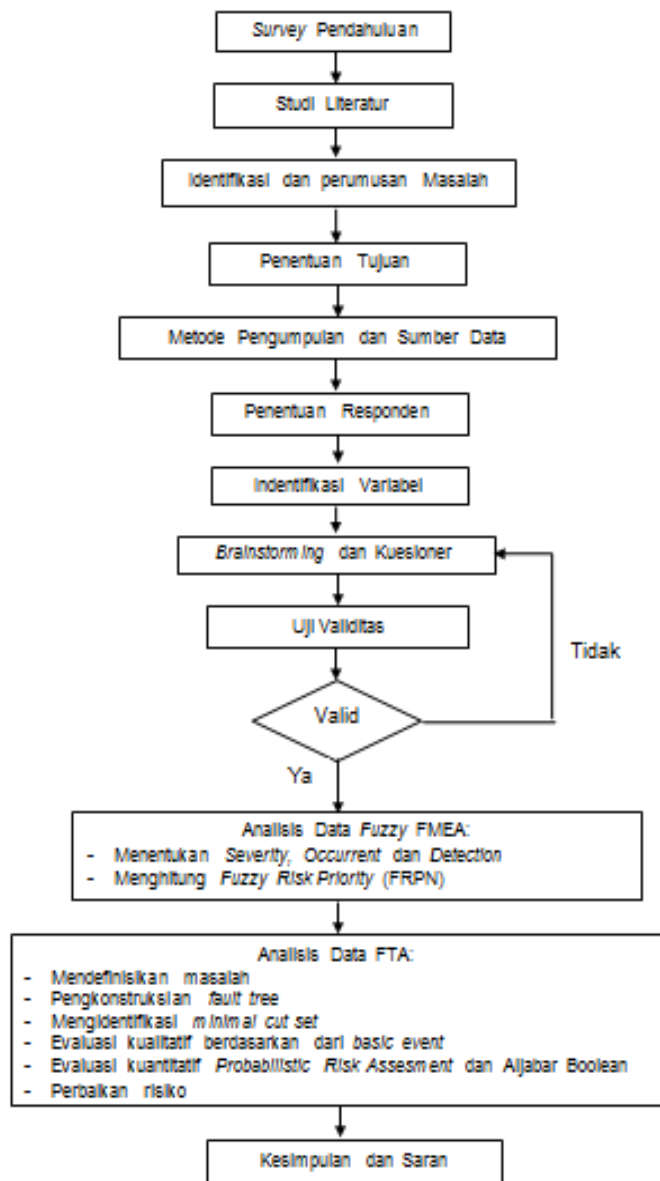 Survey Pendahuluan
Studi Literatur
Identifikasi dan perumusan Masalah
Penentuan Tujuan
Metode Pengumpulan dan Sumber Data
Penentuan Responden
Indentifikasi Variabel
Brainstorming dan Kuesioner
Uji Validitas
Tidak
Valid
Ya
Analisis Data Fuzzy FMEA:
- Menentukan Severity, Occurrent dan Detection
- Menghitung Fuzzy Risk Priority (FRPN)
Analisis Data FTA:
- Mendefinisikan masalah
- Pengkonstruksian fault tree
- Mengidentifikasi minimal cut set
- Evaluasi kualitatif berdasarkan dari basic event
- Evaluasi kuantitatif Probabilistic Risk Assesment dan Aljabar Boolean
- Perbaikan risiko
Kesimpulan dan Saran